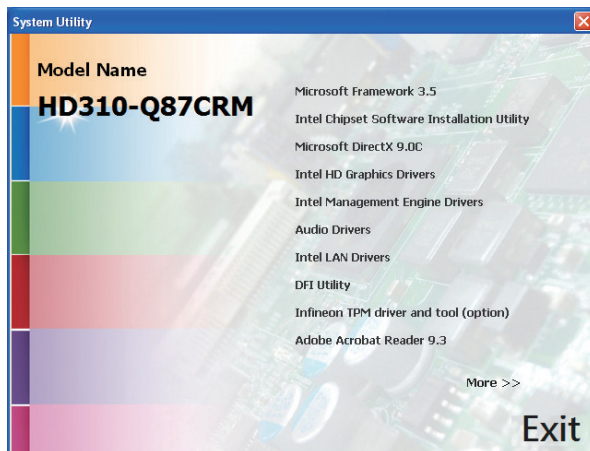 System Utility
Model Name
HD310-Q87CRM
Microsoft Framework 3.5
Intel Chipset Software Installation Utility
Microsoft DirectX 9.0C
Intel HD Graphics Drivers
Intel Management Engine Drivers
Audio Drivers
Intel LAN Drivers
DFI Utility
Infineon TPM driver and tool (option)
Adobe Acrobat Reader 9.3
More >>
Exit